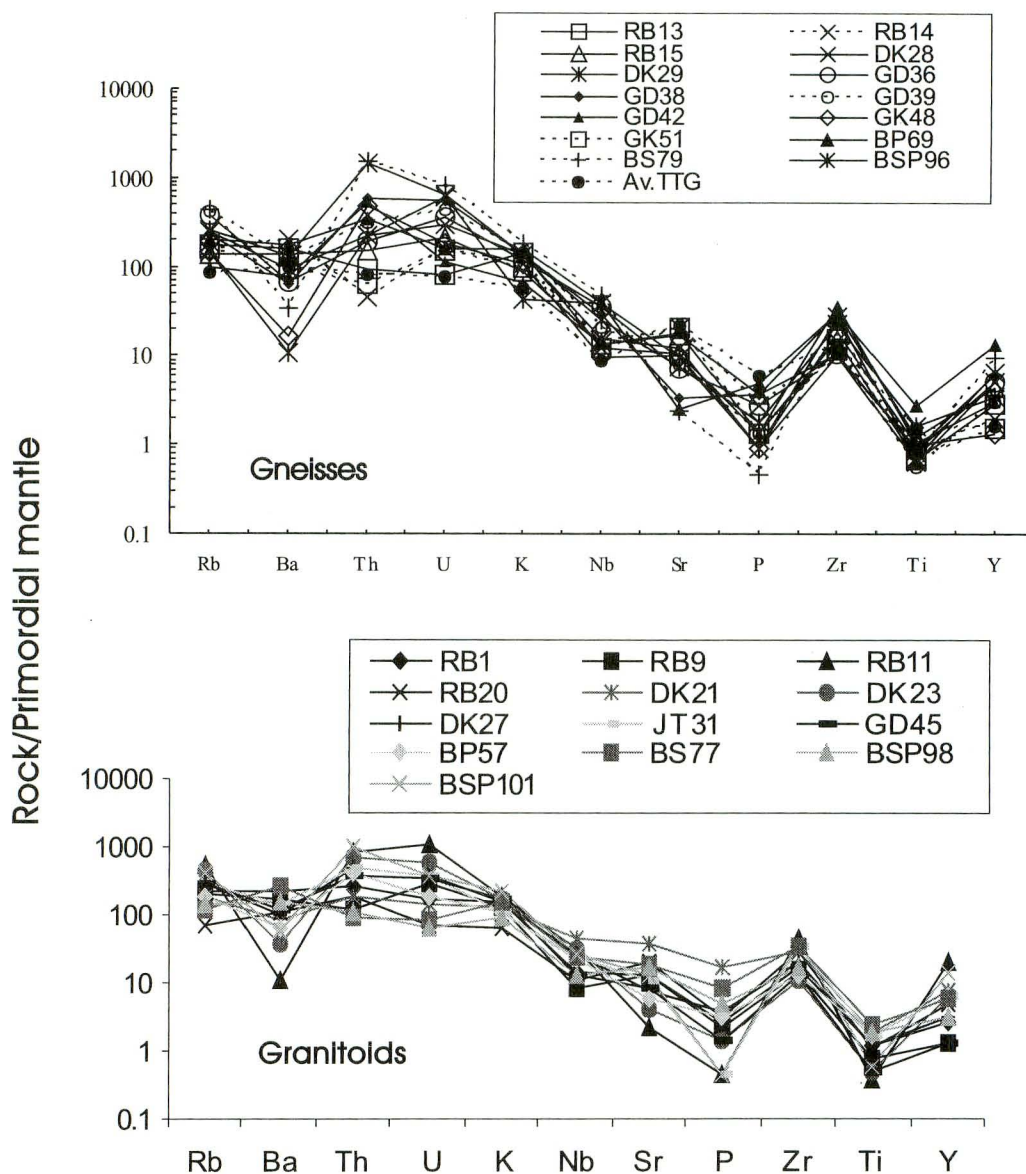 RB13 RB14
RB15 DK28
DK29 GD36
GD38 GD39
GD42 GK48
GK51 BP69
BS79 BSP96
Av.TTG
10000
1000
100
10
1
0.1
Gneisses
Rb Ba Th U K Nb Sr P Zr Ti Y
Rock/Primordial mantle
RB1 RB9 RB11
RB20 DK21 DK23
DK27 JT31 GD45
BP57 BS77 BSP98
BSP101
10000
1000
100
10
1
0.1
Granitoids
Rb Ba Th U K Nb Sr P Zr Ti Y